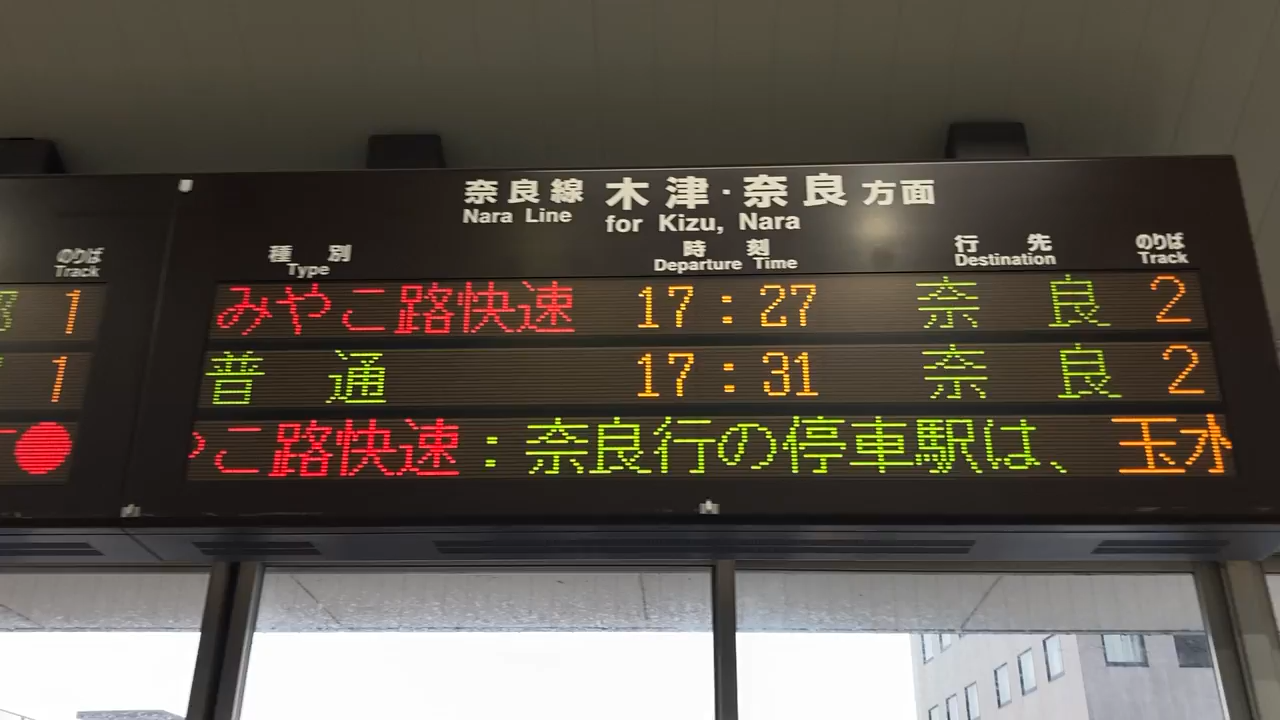 奈良線 木津・奈良方面
Nara Line for Kizu, Nara
のりば 種別 時刻 行先 のりば
Track Type Departure Time Destination Track
1 みやこ路快速 17:27 奈良 2
1 普通 17:31 奈良 2
こ路快速：奈良行の停車駅は、玉水